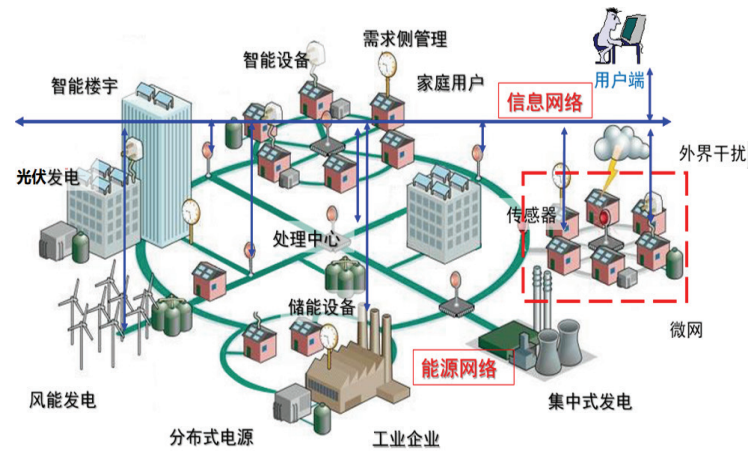 需求侧管理
智能设备
家庭用户
用户端
智能楼宇
信息网络
外界干扰
光伏发电
传感器
处理中心
储能设备
微网
能源网络
风能发电
集中式发电
分布式电源
工业企业